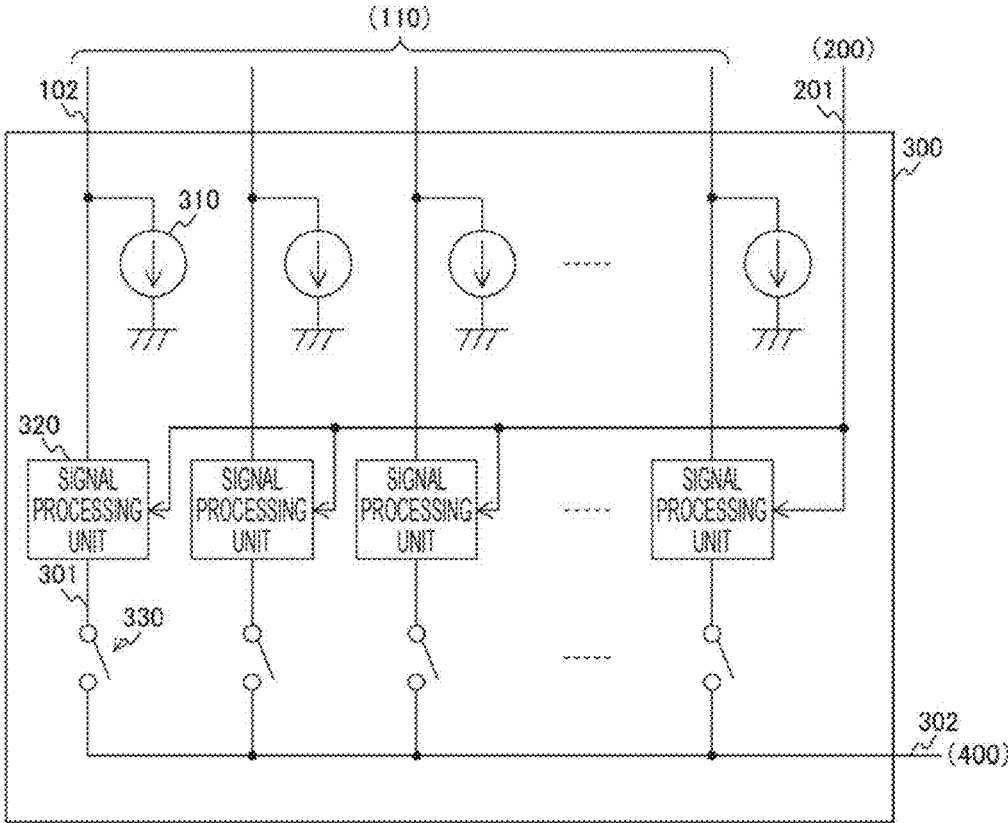 (110)
(200)
102
201
300
310
320
SIGNAL
PROCESSING
UNIT
SIGNAL
PROCESSING
UNIT
SIGNAL
PROCESSING
UNIT
SIGNAL
PROCESSING
UNIT
301
330
302
(400)